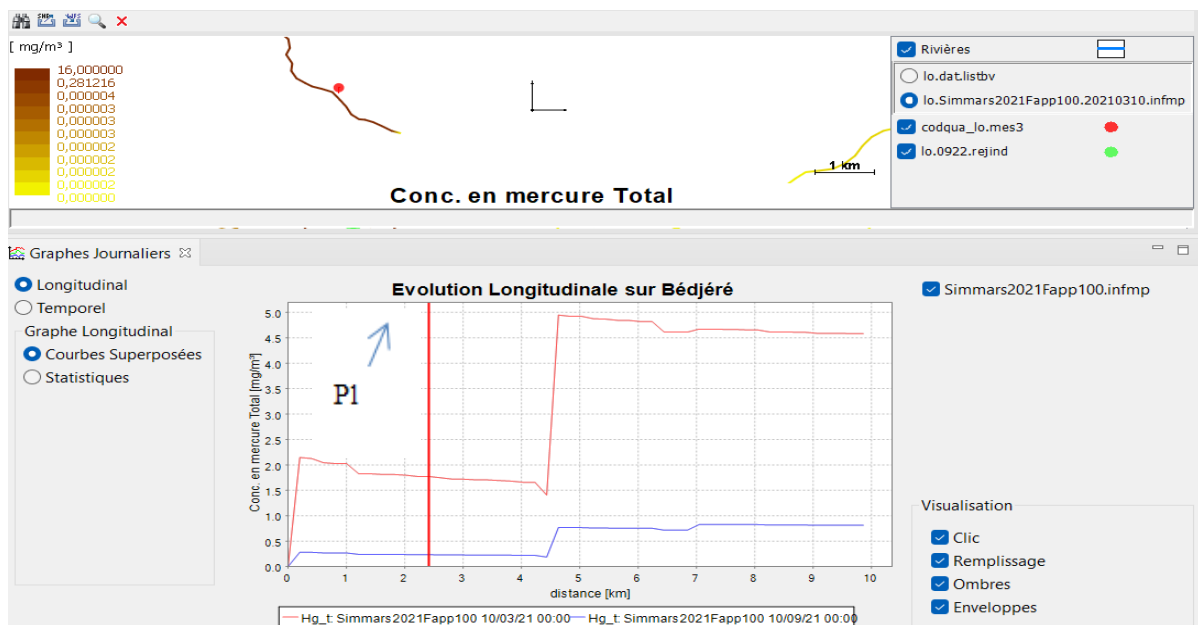 [ mg/m³ ]
16,000000
0,281216
0,000004
0,000003
0,000003
0,000003
0,000002
0,000002
0,000002
0,000002
0,000000
1 km
Conc. en mercure Total
Rivières
lo.dat.listbv
lo.Simmars2021Fapp100.20210310.infmp
codqua_lo.mes3
lo.0922.rejind
Graphes Journaliers
Longitudinal
Temporel
Graphe Longitudinal
Courbes Superposées
Statistiques
Evolution Longitudinale sur Bédjéré
P1
Conc. en mercure Total [mg/m³]
5.0
4.5
4.0
3.5
3.0
2.5
2.0
1.5
1.0
0.5
0.0
0 1 2 3 4 5 6 7 8 9 10
distance [km]
Hg_t: Simmars2021Fapp100 10/03/21 00:00 Hg_t: Simmars2021Fapp100 10/09/21 00:00
Simmars2021Fapp100.infmp
Visualisation
Clic
Remplissage
Ombres
Enveloppes